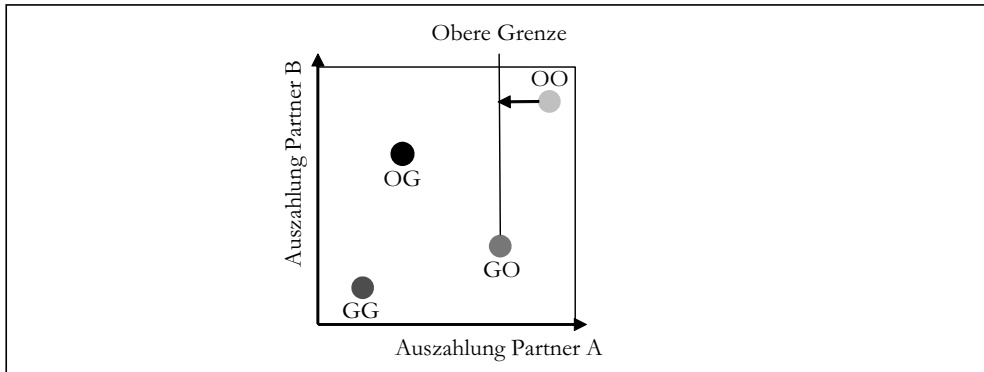 Obere Grenze
OO
Auszahlung Partner B
OG
GO
GG
Auszahlung Partner A